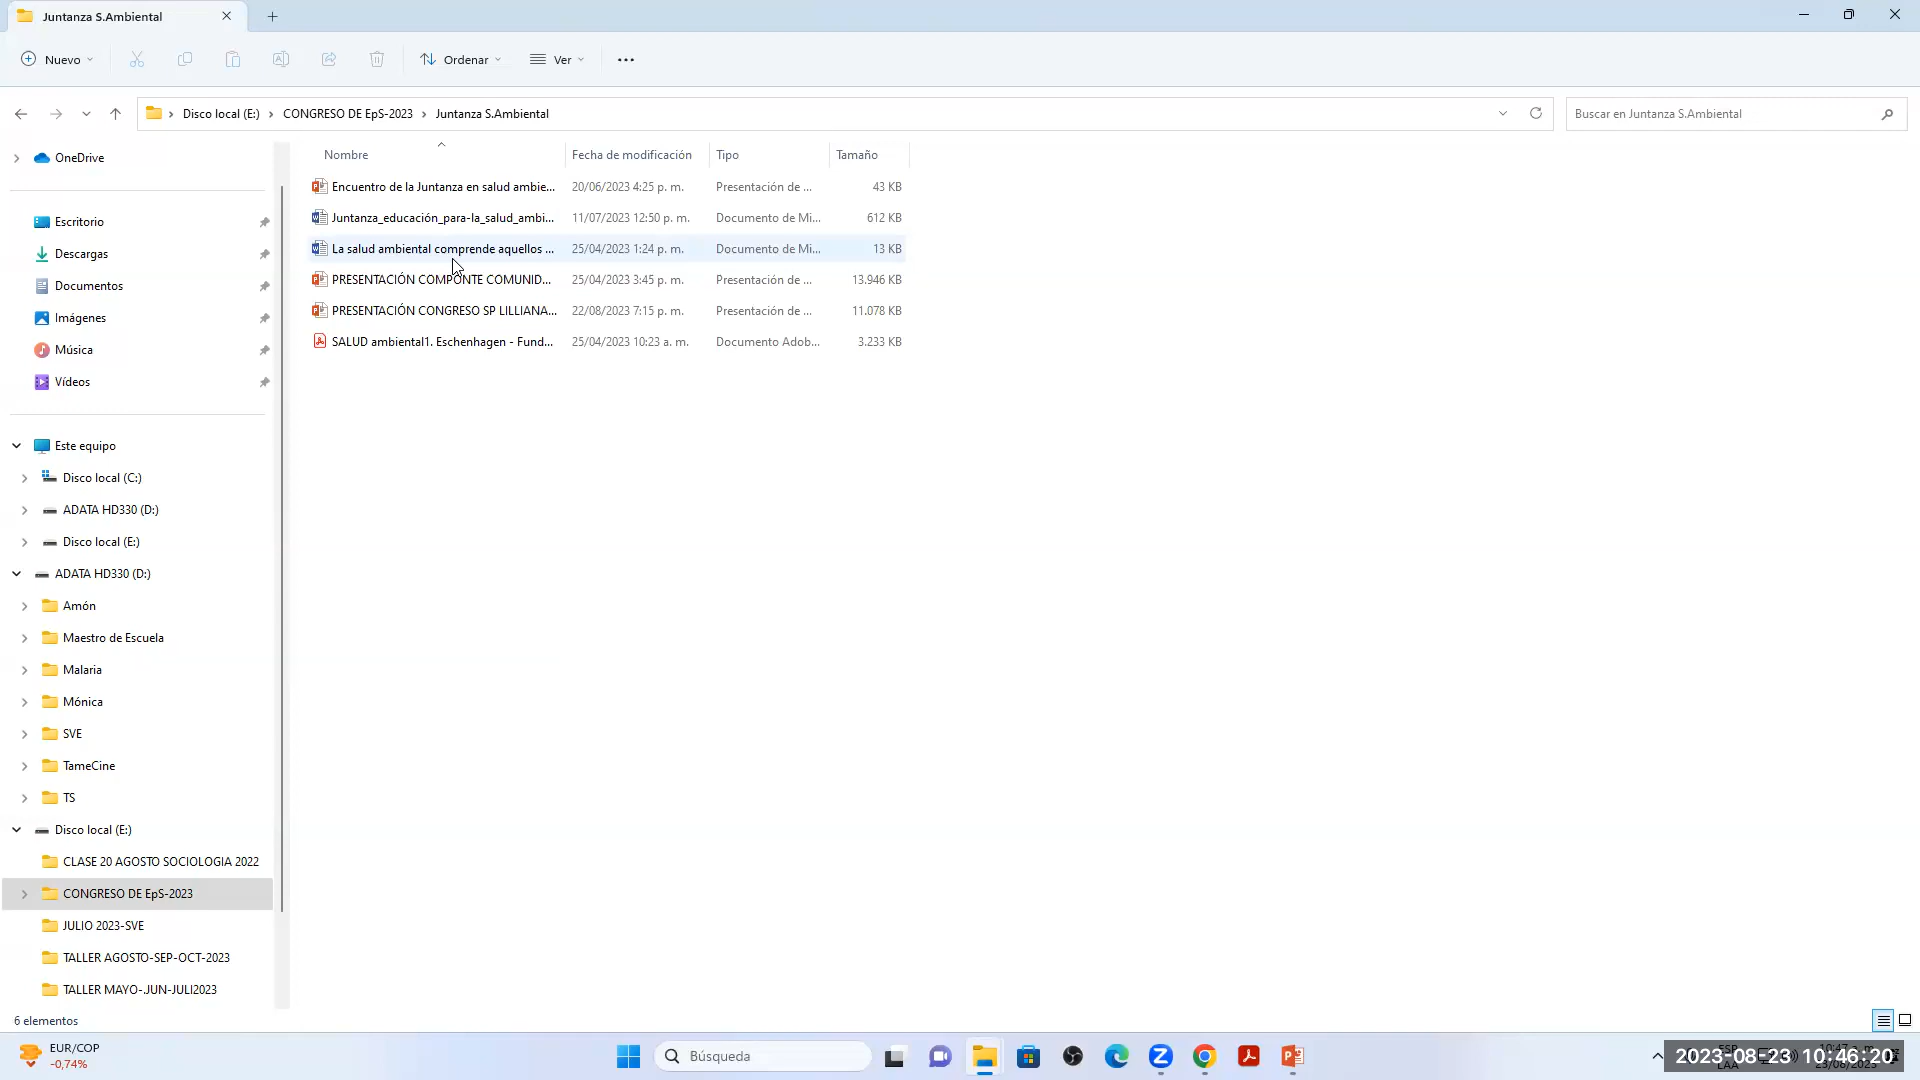 Juntanza S.Ambiental
Nuevo
Ordenar
Ver
Disco local (E:) › CONGRESO DE EpS-2023 › Juntanza S.Ambiental
Buscar en Juntanza S.Ambiental
OneDrive
Escritorio
Descargas
Documentos
Imágenes
Música
Vídeos
Este equipo
Disco local (C:)
ADATA HD330 (D:)
Disco local (E:)
ADATA HD330 (D:)
Amón
Maestro de Escuela
Malaria
Mónica
SVE
TameCine
TS
Disco local (E:)
CLASE 20 AGOSTO SOCIOLOGIA 2022
CONGRESO DE EpS-2023
JULIO 2023-SVE
TALLER AGOSTO-SEP-OCT-2023
TALLER MAYO-.JUN-JULI2023
Nombre Fecha de modificación Tipo Tamaño
Encuentro de la Juntanza en salud ambie... 20/06/2023 4:25 p. m. Presentación de ... 43 KB
Juntanza_educación_para-la_salud_ambi... 11/07/2023 12:50 p. m. Documento de Mi... 612 KB
La salud ambiental comprende aquellos ... 25/04/2023 1:24 p. m. Documento de Mi... 13 KB
PRESENTACIÓN COMPONTE COMUNID... 25/04/2023 3:45 p. m. Presentación de ... 13.946 KB
PRESENTACIÓN CONGRESO SP LILLIANA... 22/08/2023 7:15 p. m. Presentación de ... 11.078 KB
SALUD ambiental1. Eschenhagen - Fund... 25/04/2023 10:23 a. m. Documento Adob... 3.233 KB
6 elementos
EUR/COP
-0,74%
Búsqueda
2023-08-23 10:46:20